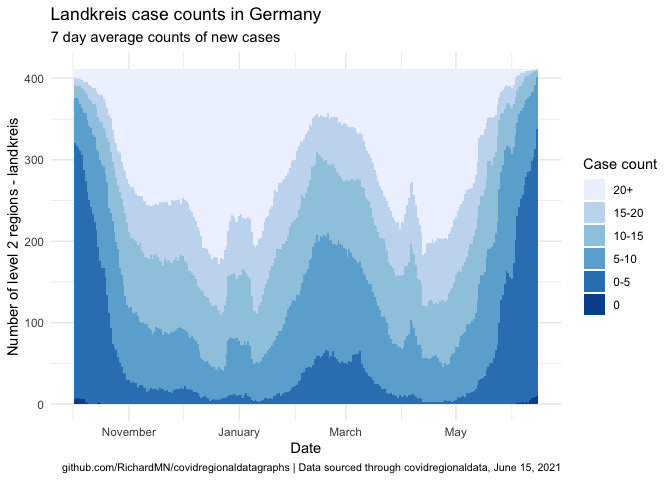 Landkreis case counts in Germany
7 day average counts of new cases
Number of level 2 regions - landkreis
400
300
200
100
0
November
January
March
May
Date
Case count
20+
15-20
10-15
5-10
0-5
0
github.com/RichardMN/covidregionaldatagraphs | Data sourced through covidregionaldata, June 15, 2021